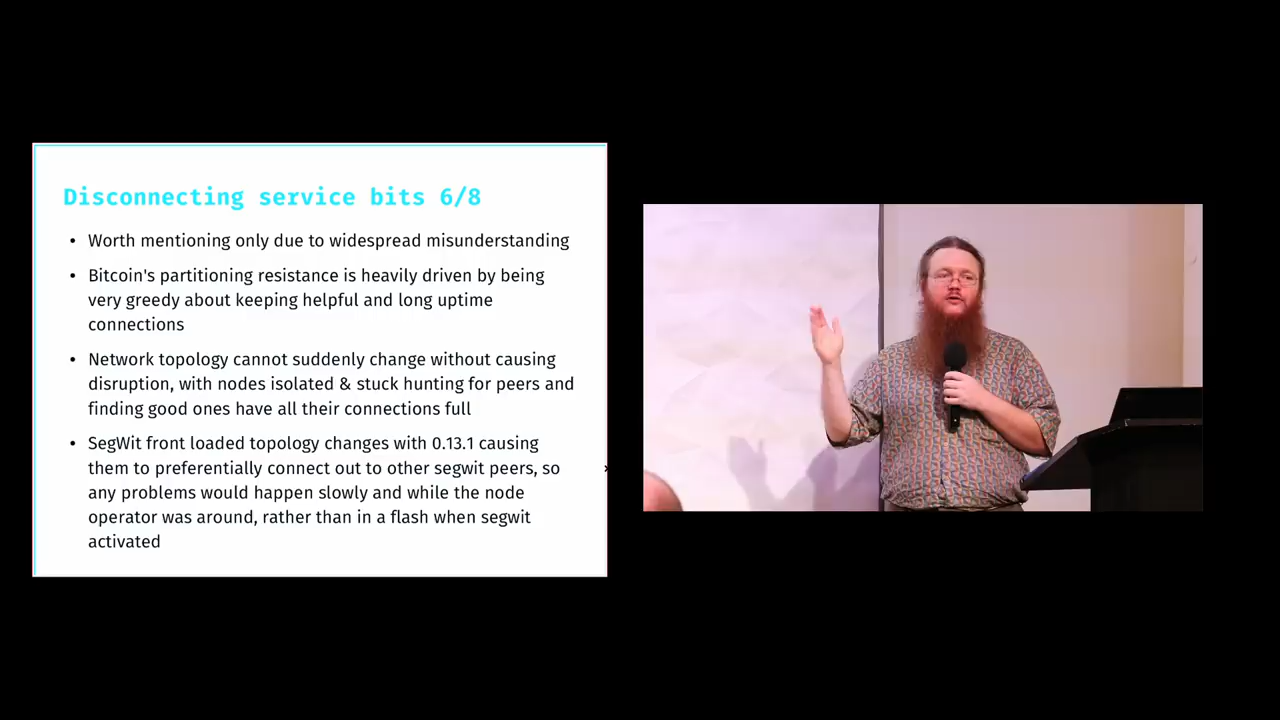 Disconnecting service bits 6/8
• Worth mentioning only due to widespread misunderstanding
• Bitcoin's partitioning resistance is heavily driven by being
very greedy about keeping helpful and long uptime
connections
• Network topology cannot suddenly change without causing
disruption, with nodes isolated & stuck hunting for peers and
finding good ones have all their connections full
• SegWit front loaded topology changes with 0.13.1 causing
them to preferentially connect out to other segwit peers, so
any problems would happen slowly and while the node
operator was around, rather than in a flash when segwit
activated